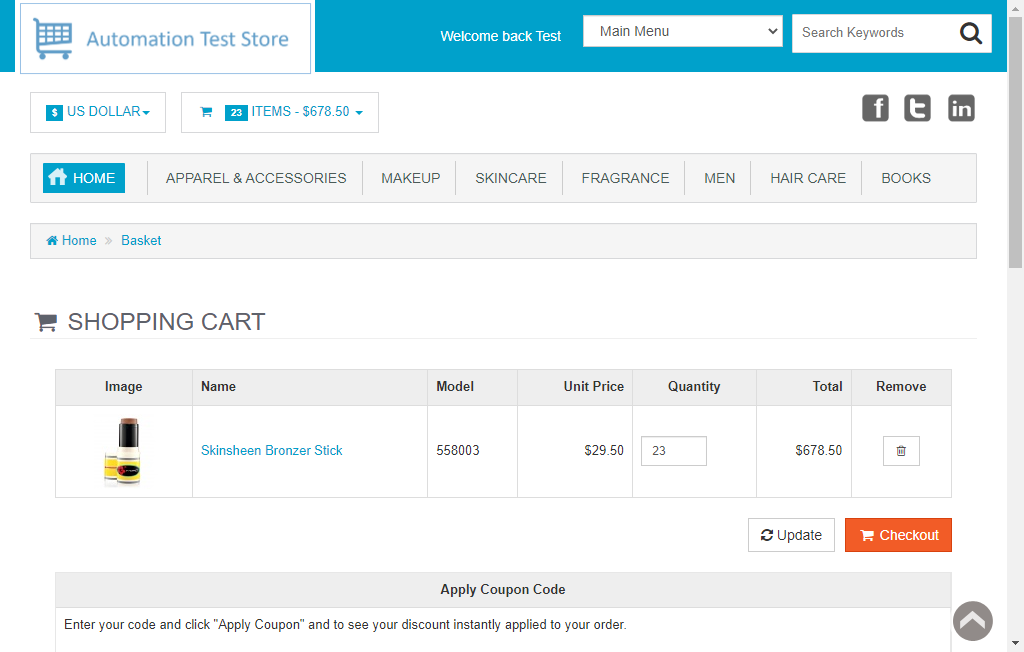 Automation Test Store
Welcome back Test
Main Menu
Search Keywords
$ US DOLLAR
23 ITEMS - $678.50
f t in
HOME APPAREL & ACCESSORIES MAKEUP SKINCARE FRAGRANCE MEN HAIR CARE BOOKS
Home » Basket
SHOPPING CART
Image Name Model Unit Price Quantity Total Remove
Skinsheen Bronzer Stick 558003 $29.50 23 $678.50
Update Checkout
Apply Coupon Code
Enter your code and click "Apply Coupon" and to see your discount instantly applied to your order.